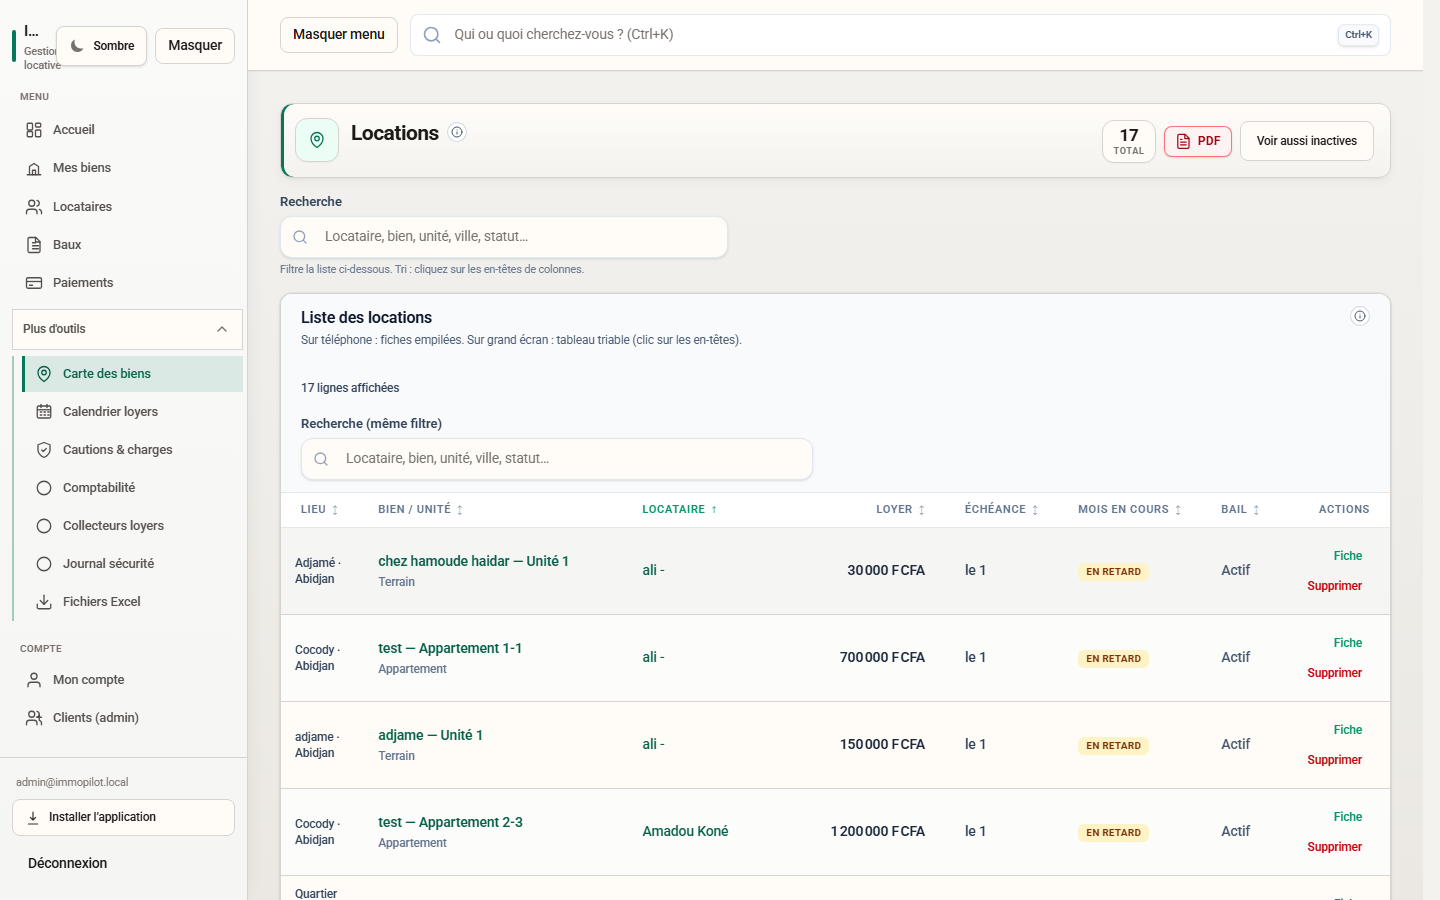 I...
Gestion
locative
Sombre
Masquer
MENU
Accueil
Mes biens
Locataires
Baux
Paiements
Plus d'outils
Carte des biens
Calendrier loyers
Cautions & charges
Comptabilité
Collecteurs loyers
Journal sécurité
Fichiers Excel
COMPTE
Mon compte
Clients (admin)
admin@immopilot.local
Installer l'application
Déconnexion
Masquer menu
Qui ou quoi cherchez-vous ? (Ctrl+K)
Ctrl+K
Locations
17
TOTAL
PDF
Voir aussi inactives
Recherche
Locataire, bien, unité, ville, statut...
Filtre la liste ci-dessous. Tri : cliquez sur les en-têtes de colonnes.
Liste des locations
Sur téléphone : fiches empilées. Sur grand écran : tableau triable (clic sur les en-têtes).
17 lignes affichées
Recherche (même filtre)
Locataire, bien, unité, ville, statut...
LIEU ↕ BIEN / UNITÉ ↕ LOCATAIRE ↑ LOYER ↕ ÉCHÉANCE ↕ MOIS EN COURS ↕ BAIL ↕ ACTIONS
Adjamé · Abidjan
chez hamoude haidar — Unité 1
Terrain
ali -
30 000 F CFA
le 1
EN RETARD
Actif
Fiche
Supprimer
Cocody · Abidjan
test — Appartement 1-1
Appartement
ali -
700 000 F CFA
le 1
EN RETARD
Actif
Fiche
Supprimer
adjame · Abidjan
adjame — Unité 1
Terrain
ali -
150 000 F CFA
le 1
EN RETARD
Actif
Fiche
Supprimer
Cocody · Abidjan
test — Appartement 2-3
Appartement
Amadou Koné
1 200 000 F CFA
le 1
EN RETARD
Actif
Fiche
Supprimer
Quartier